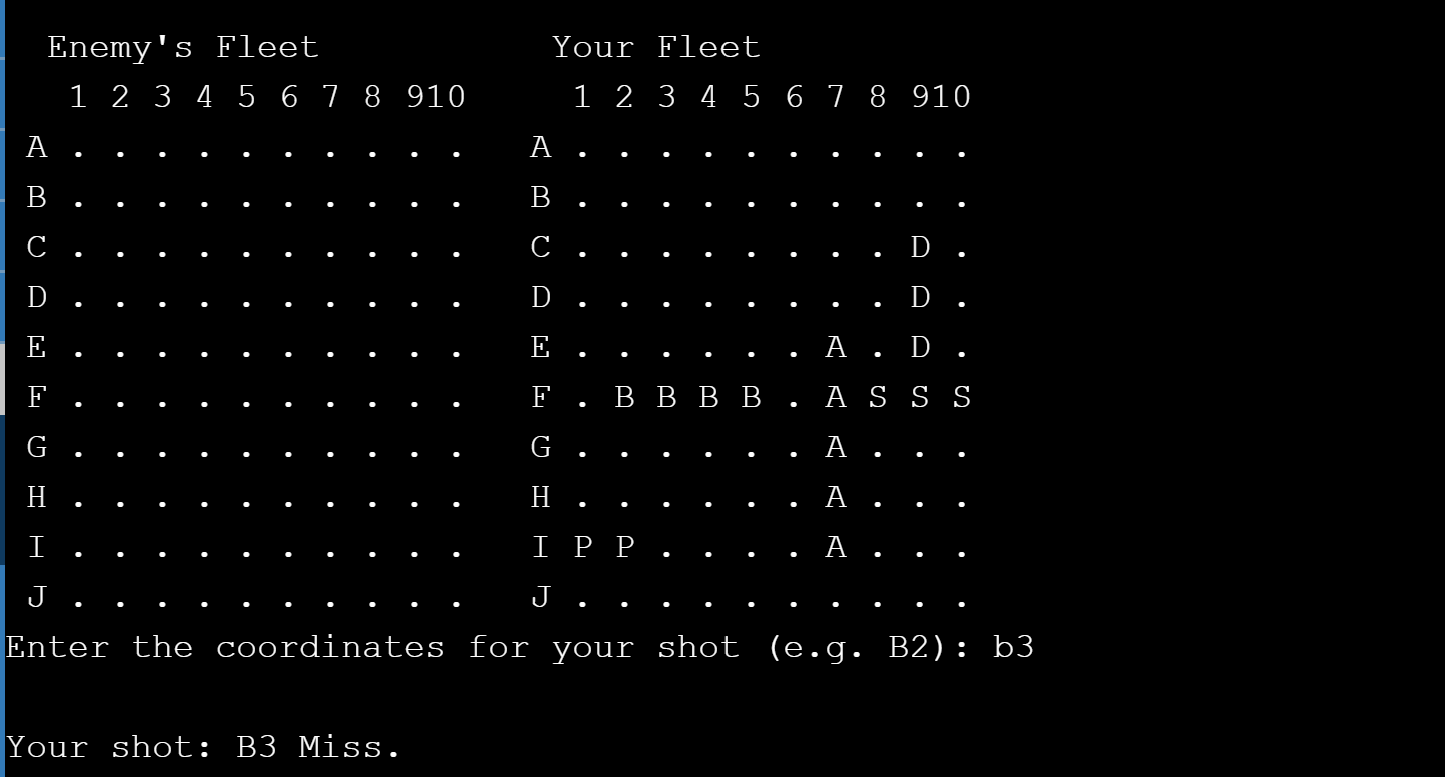 Enemy's Fleet           Your Fleet
   1 2 3 4 5 6 7 8 910     1 2 3 4 5 6 7 8 910
 A . . . . . . . . . .   A . . . . . . . . . .
 B . . . . . . . . . .   B . . . . . . . . . .
 C . . . . . . . . . .   C . . . . . . . . D .
 D . . . . . . . . . .   D . . . . . . . . D .
 E . . . . . . . . . .   E . . . . . . A . D .
 F . . . . . . . . . .   F . B B B B . A S S S
 G . . . . . . . . . .   G . . . . . . A . . .
 H . . . . . . . . . .   H . . . . . . A . . .
 I . . . . . . . . . .   I P P . . . . A . . .
 J . . . . . . . . . .   J . . . . . . . . . .
Enter the coordinates for your shot (e.g. B2): b3
Your shot: B3 Miss.